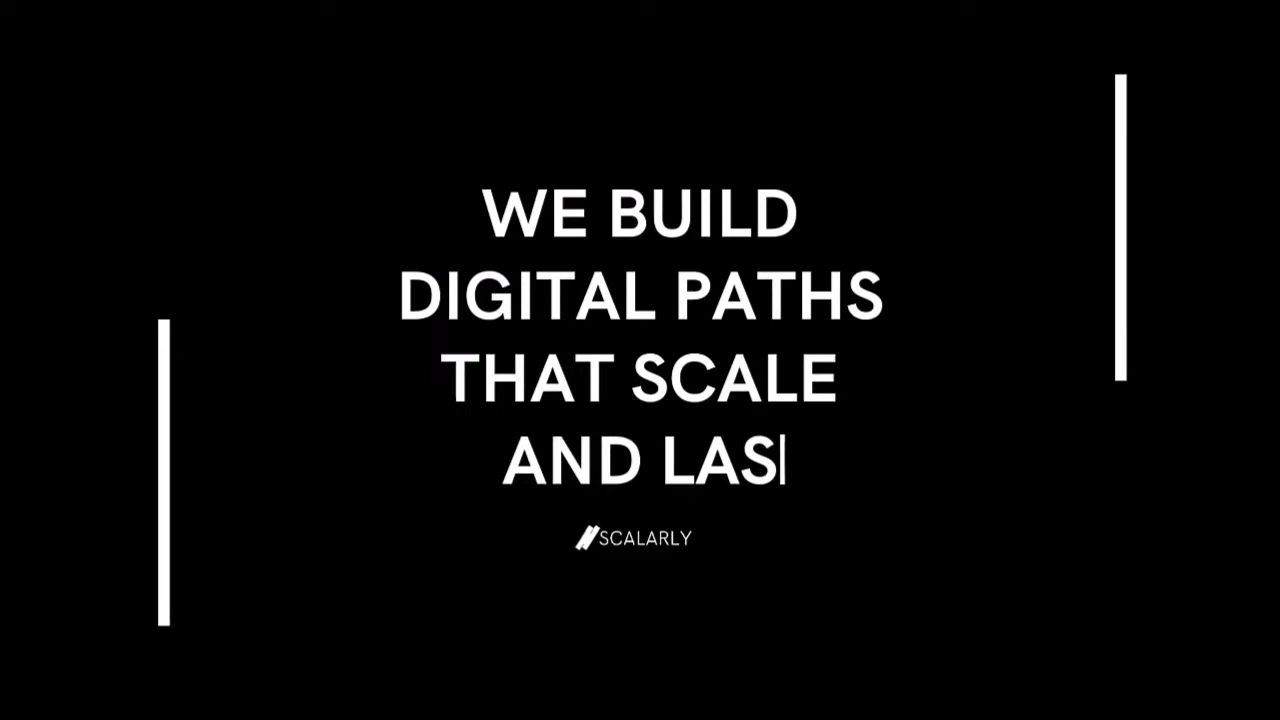 WE BUILD
DIGITAL PATHS
THAT SCALE
AND LAS
SCALARLY